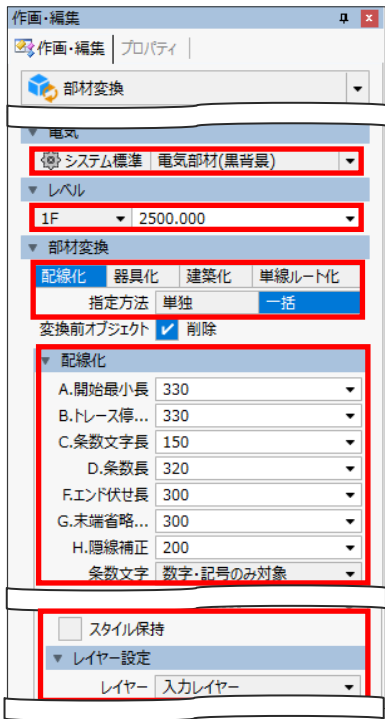 作画・編集
作画・編集 プロパティ
部材変換
電気
システム標準 電気部材(黒背景)
レベル
1F 2500.000
部材変換
配線化 器具化 建築化 単線ルート化
指定方法 単独 一括
変換前オブジェクト 削除
配線化
A.開始最小長 330
B.トレース停... 330
C.条数文字長 150
D.条数長 320
F.エンド伏せ長 300
G.末端省略... 300
H.隠線補正 200
条数文字 数字・記号のみ対象
スタイル保持
レイヤー設定
レイヤー 入力レイヤー